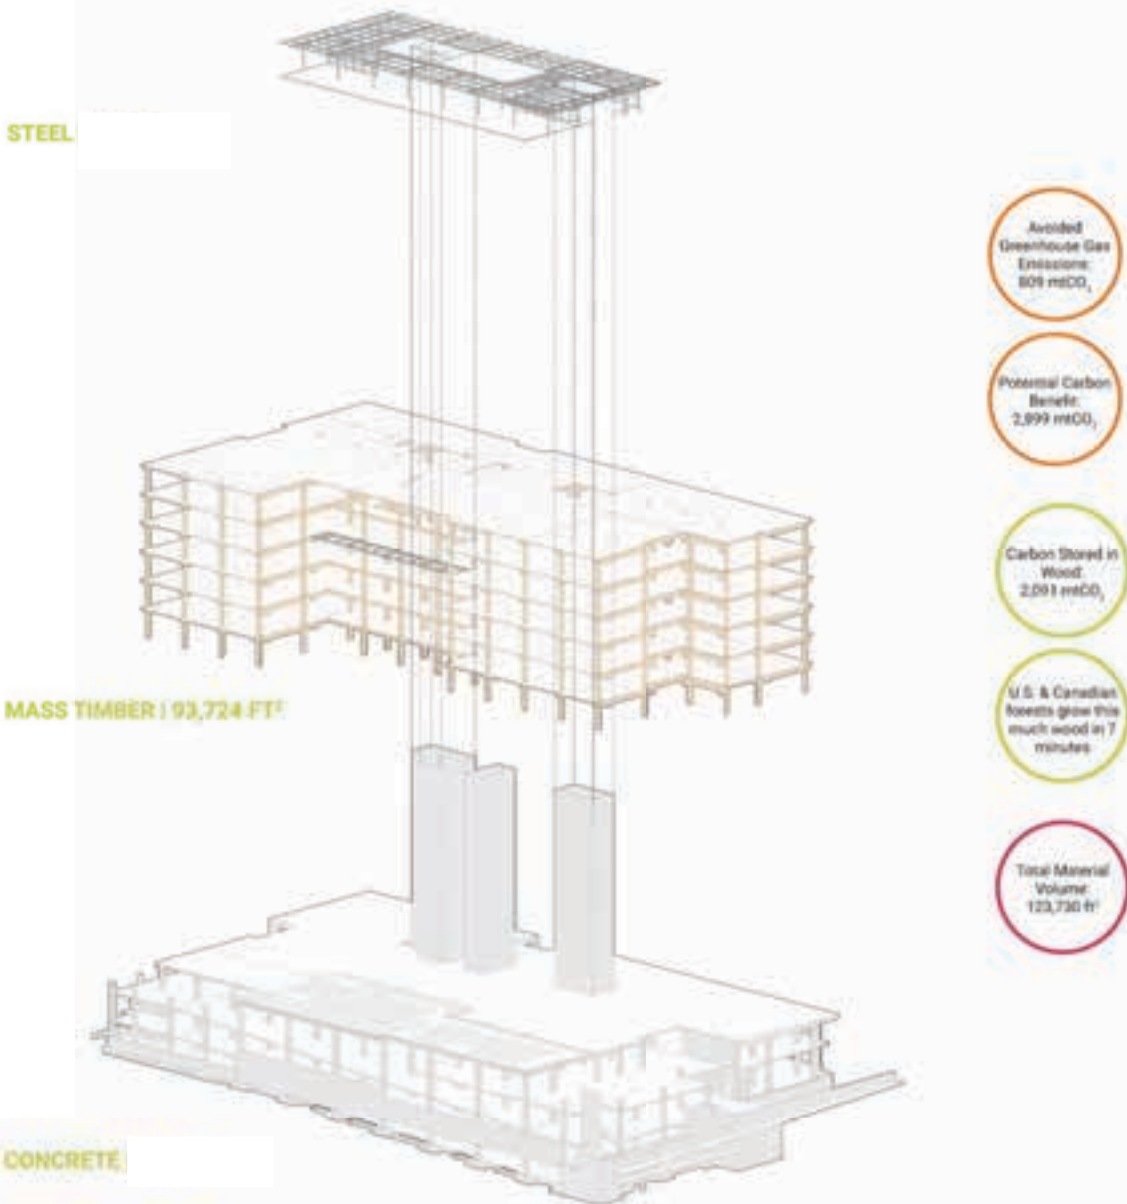 STEEL
Avoided
Greenhouse Gas
Emissions:
809 mtCO₂
Potential Carbon
Benefit:
2,899 mtCO₂
Carbon Stored in
Wood:
2,093 mtCO₂
MASS TIMBER | 93,724 FT³
U.S. & Canadian
forests grow this
much wood in 7
minutes
Total Material
Volume:
123,730 ft³
CONCRETE